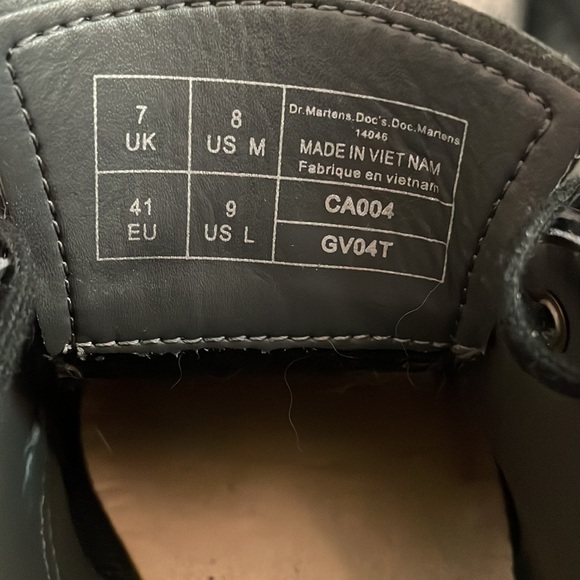 7
UK
8
US M
41
EU
9
US L
Dr.Martens.Doc's.Doc.Martens
14046
MADE IN VIET NAM
Fabrique en vietnam
CA004
GV04T